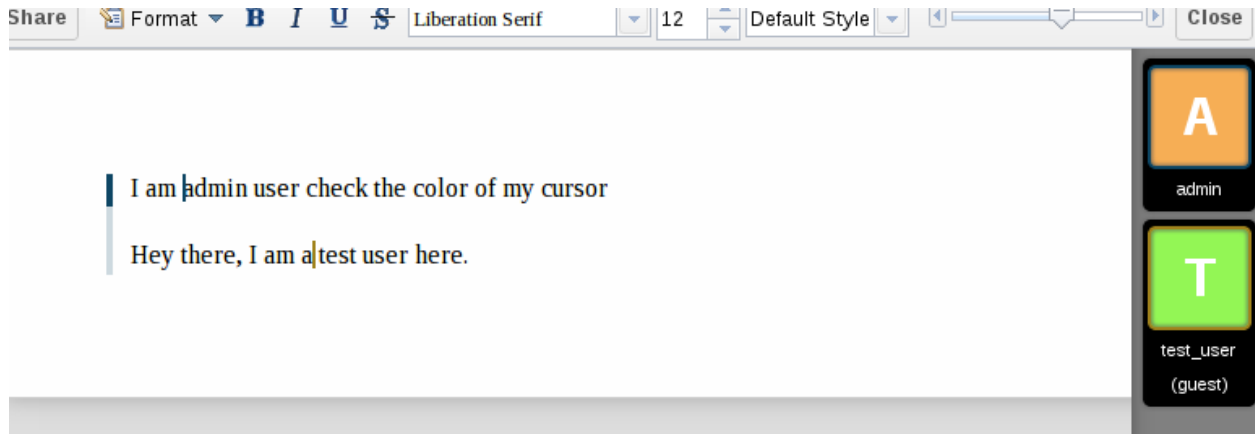 Share Format B I U S Liberation Serif 12 Default Style Close
A
I am admin user check the color of my cursor
admin
Hey there, I am a test user here.
T
test_user
(guest)